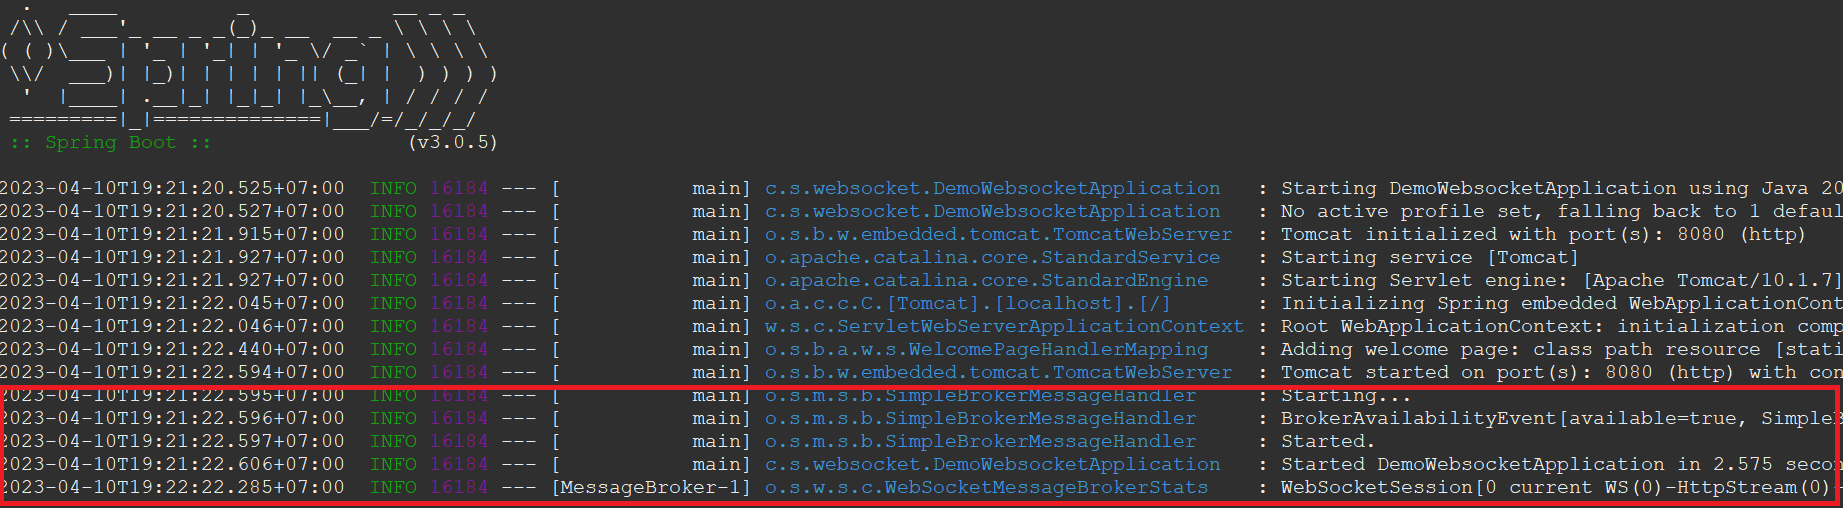 .   ____          _            __ _ _
 /\\ / ___'_ __ _ _(_)_ __  __ _ \ \ \ \
( ( )\___ | '_ | '_| | '_ \/ _` | \ \ \ \
 \\/  ___)| |_)| | | | | || (_| |  ) ) ) )
  '  |____| .__|_| |_|_| |_\__, | / / / /
 =========|_|==============|___/=/_/_/_/
 :: Spring Boot ::                (v3.0.5)
2023-04-10T19:21:20.525+07:00  INFO 16184 --- [           main] c.s.websocket.DemoWebsocketApplication   : Starting DemoWebsocketApplication using Java 20
2023-04-10T19:21:20.527+07:00  INFO 16184 --- [           main] c.s.websocket.DemoWebsocketApplication   : No active profile set, falling back to 1 defaul
2023-04-10T19:21:21.915+07:00  INFO 16184 --- [           main] o.s.b.w.embedded.tomcat.TomcatWebServer  : Tomcat initialized with port(s): 8080 (http)
2023-04-10T19:21:21.927+07:00  INFO 16184 --- [           main] o.apache.catalina.core.StandardService   : Starting service [Tomcat]
2023-04-10T19:21:21.927+07:00  INFO 16184 --- [           main] o.apache.catalina.core.StandardEngine    : Starting Servlet engine: [Apache Tomcat/10.1.7]
2023-04-10T19:21:22.045+07:00  INFO 16184 --- [           main] o.a.c.c.C.[Tomcat].[localhost].[/]       : Initializing Spring embedded WebApplicationCont
2023-04-10T19:21:22.046+07:00  INFO 16184 --- [           main] w.s.c.ServletWebServerApplicationContext : Root WebApplicationContext: initialization comp
2023-04-10T19:21:22.440+07:00  INFO 16184 --- [           main] o.s.b.a.w.s.WelcomePageHandlerMapping    : Adding welcome page: class path resource [stati
2023-04-10T19:21:22.594+07:00  INFO 16184 --- [           main] o.s.b.w.embedded.tomcat.TomcatWebServer  : Tomcat started on port(s): 8080 (http) with con
2023-04-10T19:21:22.595+07:00  INFO 16184 --- [           main] o.s.m.s.b.SimpleBrokerMessageHandler     : Starting...
2023-04-10T19:21:22.596+07:00  INFO 16184 --- [           main] o.s.m.s.b.SimpleBrokerMessageHandler     : BrokerAvailabilityEvent[available=true, SimpleB
2023-04-10T19:21:22.597+07:00  INFO 16184 --- [           main] o.s.m.s.b.SimpleBrokerMessageHandler     : Started.
2023-04-10T19:21:22.606+07:00  INFO 16184 --- [           main] c.s.websocket.DemoWebsocketApplication   : Started DemoWebsocketApplication in 2.575 secon
2023-04-10T19:22:22.285+07:00  INFO 16184 --- [MessageBroker-1] o.s.w.s.c.WebSocketMessageBrokerStats    : WebSocketSession[0 current WS(0)-HttpStream(0)-